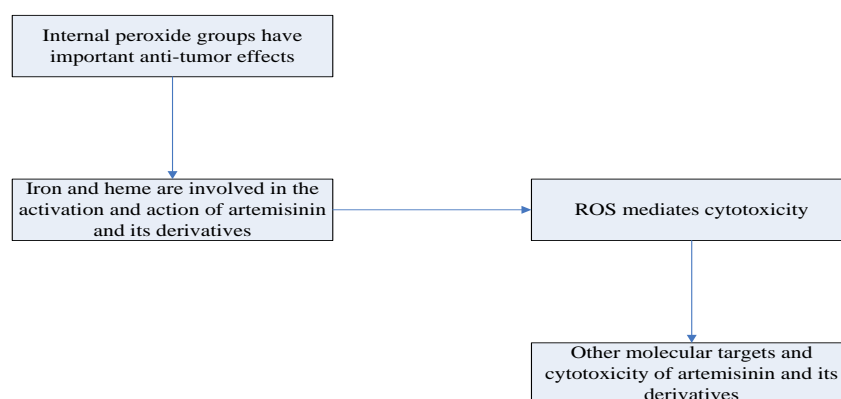 Internal peroxide groups have
important anti-tumor effects
Iron and heme are involved in the
activation and action of artemisinin
and its derivatives
ROS mediates cytotoxicity
Other molecular targets and
cytotoxicity of artemisinin and its
derivatives